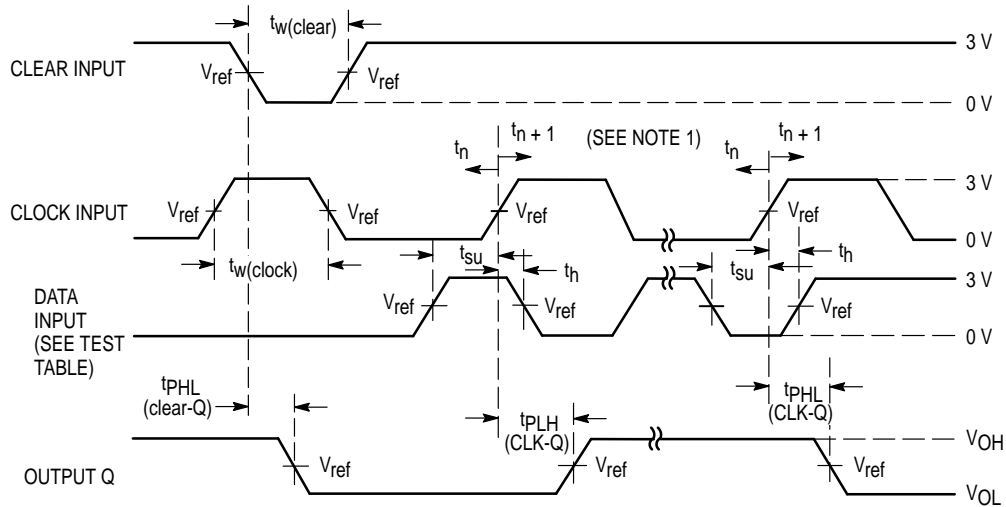 tw(clear)
3 V
CLEAR INPUT
Vref
Vref
0 V
tn
tn + 1
(SEE NOTE 1)
tn
tn + 1
3 V
CLOCK INPUT
Vref
Vref
Vref
Vref
0 V
tw(clock)
tsu
th
tsu
th
3 V
DATA
INPUT
(SEE TEST
TABLE)
Vref
Vref
Vref
Vref
0 V
tPHL
(clear-Q)
tPLH
(CLK-Q)
tPHL
(CLK-Q)
VOH
OUTPUT Q
Vref
Vref
Vref
VOL